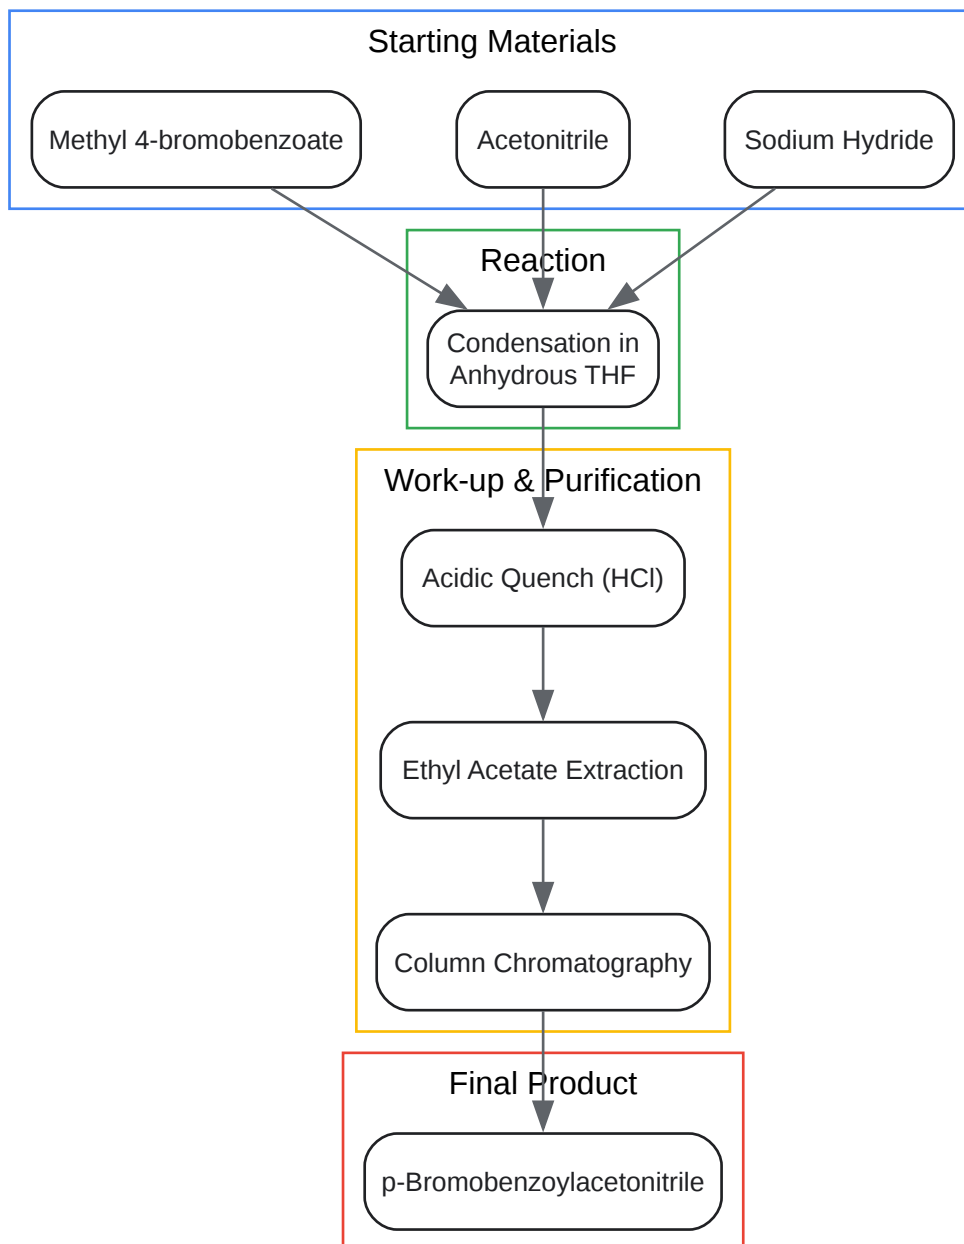 Starting Materials
Methyl 4-bromobenzoate
Acetonitrile
Sodium Hydride
Reaction
Condensation in
Anhydrous THF
Work-up & Purification
Acidic Quench (HCl)
Ethyl Acetate Extraction
Column Chromatography
Final Product
p-Bromobenzoylacetonitrile